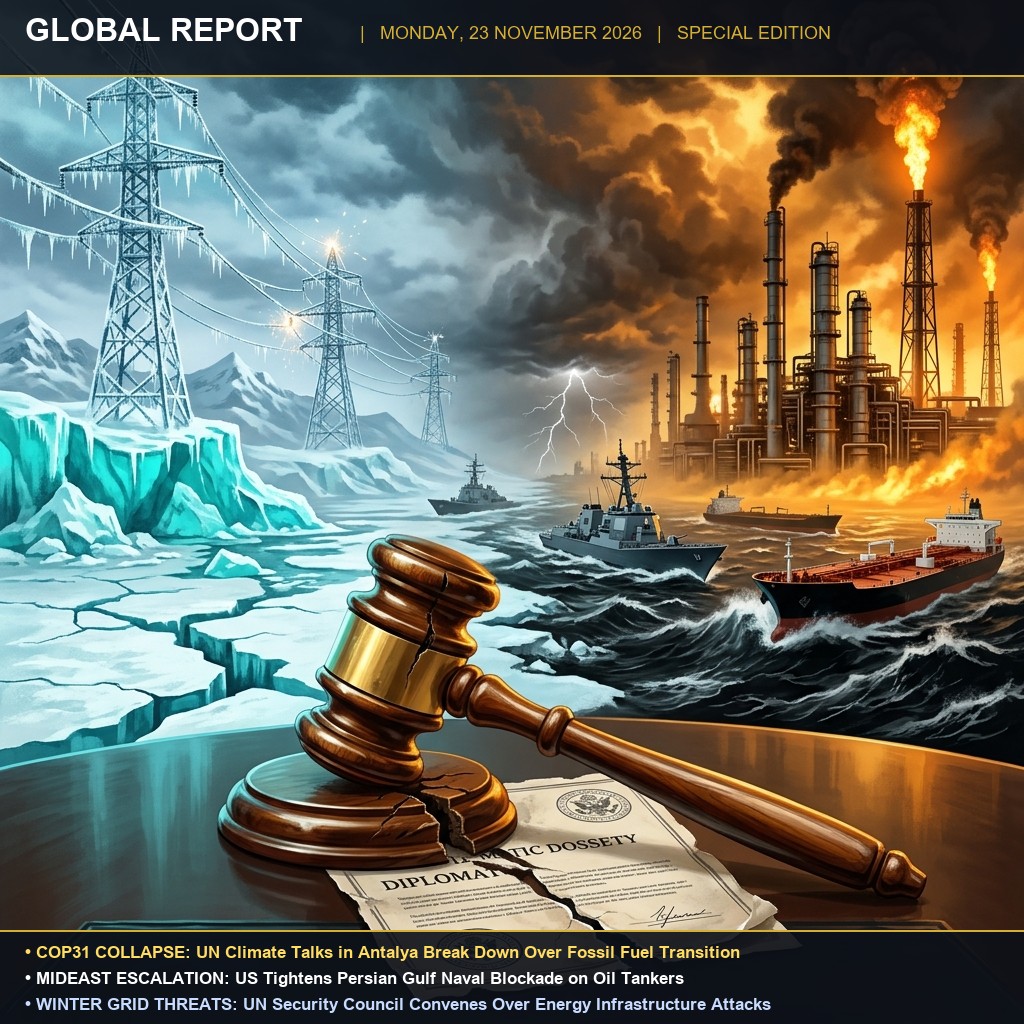 GLOBAL REPORT | MONDAY, 23 NOVEMBER 2026 | SPECIAL EDITION
TIC DOSSETY
DIPLOMAT
• COP31 COLLAPSE: UN Climate Talks in Antalya Break Down Over Fossil Fuel Transition
• MIDEAST ESCALATION: US Tightens Persian Gulf Naval Blockade on Oil Tankers
• WINTER GRID THREATS: UN Security Council Convenes Over Energy Infrastructure Attacks